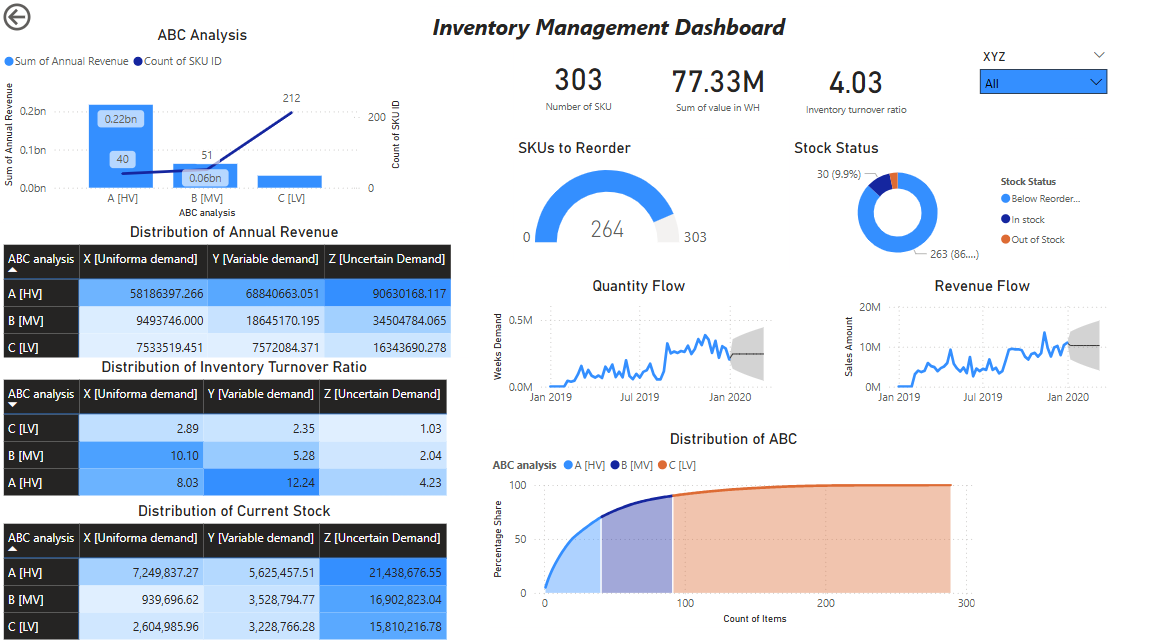 Inventory Management Dashboard
ABC Analysis
Sum of Annual Revenue Count of SKU ID
Sum of Annual Revenue
0.2bn
0.1bn
0.0bn
0.22bn
40
51
0.06bn
212
200
0
Count of SKU ID
A [HV] B [MV] C [LV]
ABC analysis
303
Number of SKU
77.33M
Sum of value in WH
4.03
Inventory turnover ratio
XYZ
All
SKUs to Reorder
264
0
303
Stock Status
30 (9.9%)
263 (86....)
Stock Status
Below Reorder...
In stock
Out of Stock
Distribution of Annual Revenue
ABC analysis X [Uniforma demand] Y [Variable demand] Z [Uncertain Demand]
A [HV] 58186397.266 68840663.051 90630168.117
B [MV] 9493746.000 18645170.195 34504784.065
C [LV] 7533519.451 7572084.371 16343690.278
Distribution of Inventory Turnover Ratio
ABC analysis X [Uniforma demand] Y [Variable demand] Z [Uncertain Demand]
C [LV] 2.89 2.35 1.03
B [MV] 10.10 5.28 2.04
A [HV] 8.03 12.24 4.23
Distribution of Current Stock
ABC analysis X [Uniforma demand] Y [Variable demand] Z [Uncertain Demand]
A [HV] 7,249,837.27 5,625,457.51 21,438,676.55
B [MV] 939,696.62 3,528,794.77 16,902,823.04
C [LV] 2,604,985.96 3,228,766.28 15,810,216.78
Quantity Flow
Weeks Demand
0.5M
0.0M
Jan 2019 Jul 2019 Jan 2020
Revenue Flow
Sales Amount
20M
10M
0M
Jan 2019 Jul 2019 Jan 2020
Distribution of ABC
ABC analysis A [HV] B [MV] C [LV]
Percentage Share
100
50
0
0 100 200 300
Count of Items